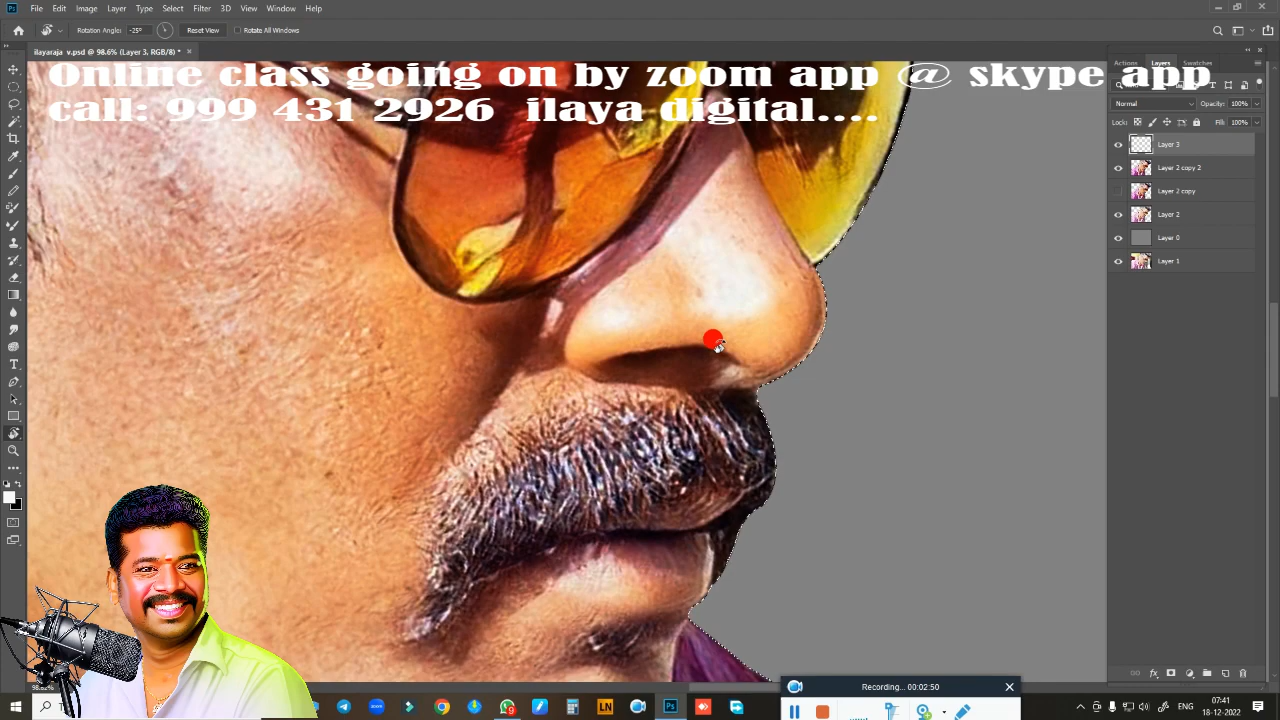 File Edit Image Layer Type Select Filter 3D View Window Help
Rotation Angle: -25° Reset View Rotate All Windows
ilayaraja v.psd @ 98.6% (Layer 3, RGB/8) *
Online class going on by zoom app @ skype app
call: 999 431 2926 ilaya digital....
Actions Layers Swatches
Normal Opacity: 100%
Lock: Fill: 100%
Layer 3
Layer 2 copy 2
Layer 2 copy
Layer 2
Layer 0
Layer 1
Recording... 00:02:50
ENG
07:41
18-12-2022